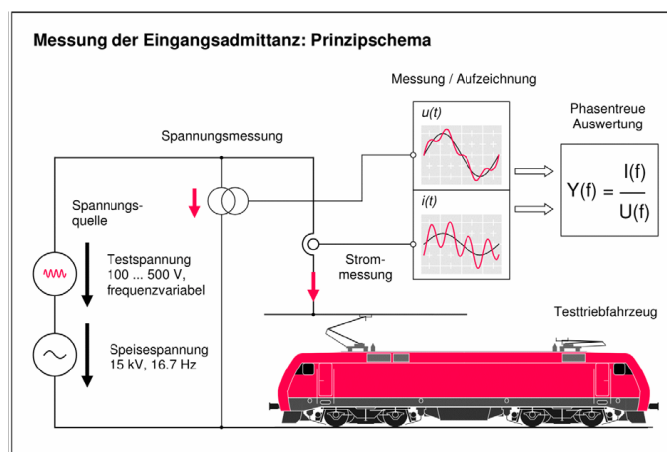 Messung der Eingangsadmittanz: Prinzipschema
Messung / Aufzeichnung
u(t)
Phasentreue
Auswertung
Spannungsmessung
Y(f) = I(f)
U(f)
i(t)
Spannungs-
quelle
Strom-
messung
Testspannung
100 ... 500 V,
frequenzvariabel
Testtriebfahrzeug
Speisespannung
15 kV, 16.7 Hz